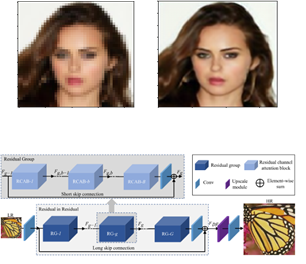 Residual Group
RCAB-1
RCAB-b
RCAB-B
Short skip connection
Residual group
Residual channel
attention block
Conv
Upscale
module
Element-wise
sum
Residual in Residual
LR
RG-1
RG-g
RG-G
Long skip connection
HR